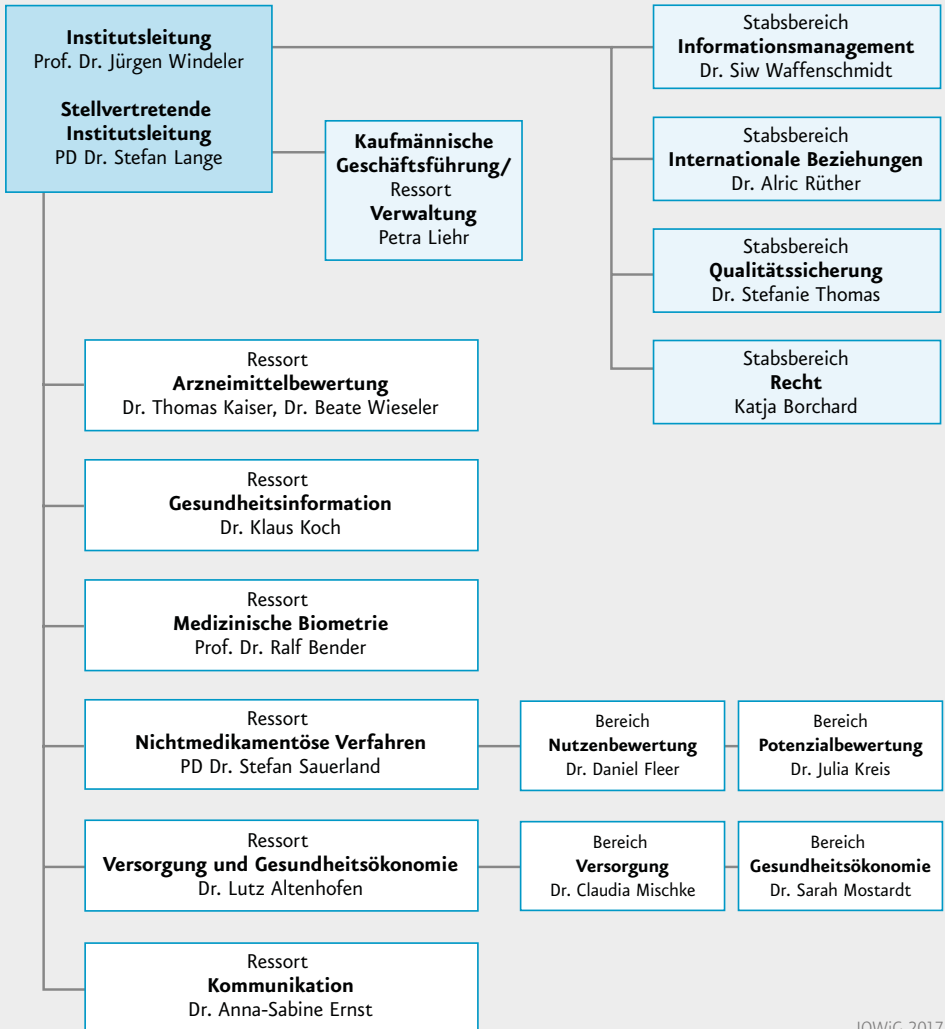 Institutsleitung
Prof. Dr. Jürgen Windeler
Stellvertretende
Institutsleitung
PD Dr. Stefan Lange
Kaufmännische
Geschäftsführung/
Ressort
Verwaltung
Petra Liehr
Stabsbereich
Informationsmanagement
Dr. Siw Waffenschmidt
Stabsbereich
Internationale Beziehungen
Dr. Alric Rüther
Stabsbereich
Qualitätssicherung
Dr. Stefanie Thomas
Stabsbereich
Recht
Katja Borchard
Ressort
Arzneimittelbewertung
Dr. Thomas Kaiser, Dr. Beate Wieseler
Ressort
Gesundheitsinformation
Dr. Klaus Koch
Ressort
Medizinische Biometrie
Prof. Dr. Ralf Bender
Ressort
Nichtmedikamentöse Verfahren
PD Dr. Stefan Sauerland
Bereich
Nutzenbewertung
Dr. Daniel Fleer
Bereich
Potenzialbewertung
Dr. Julia Kreis
Ressort
Versorgung und Gesundheitsökonomie
Dr. Lutz Altenhofen
Bereich
Versorgung
Dr. Claudia Mischke
Bereich
Gesundheitsökonomie
Dr. Sarah Mostardt
Ressort
Kommunikation
Dr. Anna-Sabine Ernst
2017